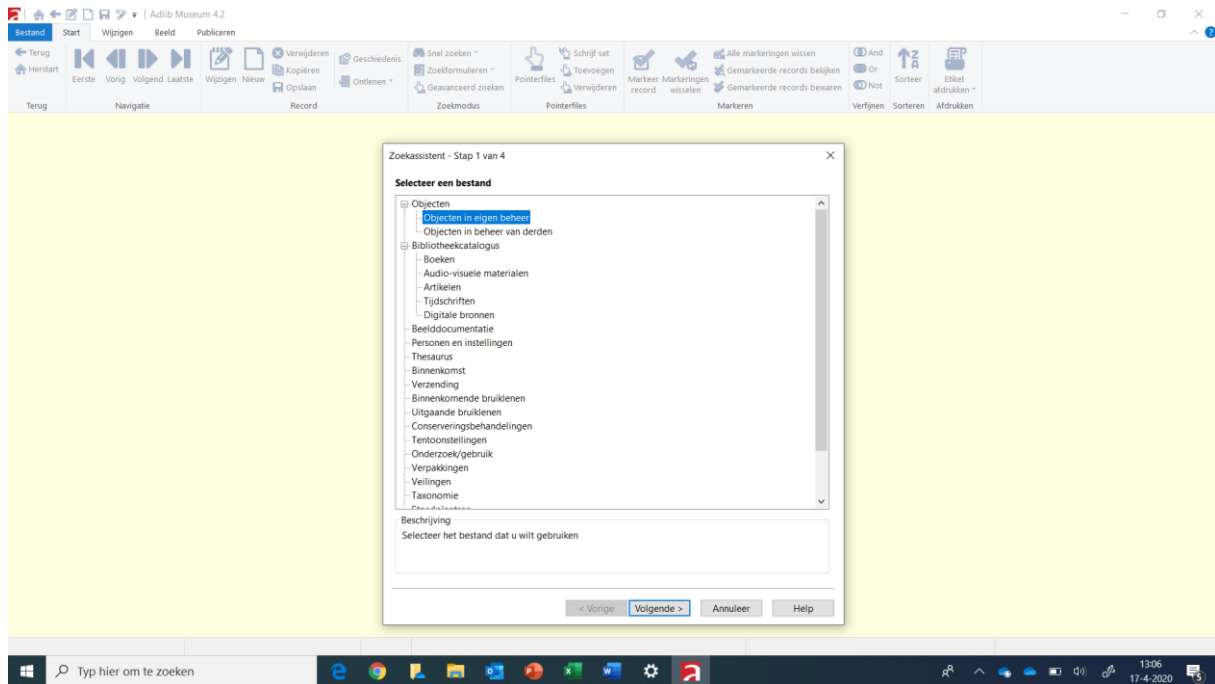 Adlib Museum 4.2
Bestand Start Wijzigen Beeld Publiceren
Terug
Herstart
Eerste Vorig Volgend Laatste
Wijzigen Nieuw
Verwijderen
Kopiëren
Opslaan
Geschiedenis
Ontlenen
Snel zoeken
Zoekformulieren
Geavanceerd zoeken
Pointerfiles
Schrijf set
Toevoegen
Verwijderen
Markeer record
Markeringen wisselen
Alle markeringen wissen
Gemarkeerde records bekijken
Gemarkeerde records bewaren
And
Or
Not
Sorteer
Etiket afdrukken
Terug Navigatie Record Zoekmodus Pointerfiles Markeren Verfijnen Sorteren Afdrukken
Zoekassistent - Stap 1 van 4
Selecteer een bestand
Objecten
Objecten in eigen beheer
Objecten in beheer van derden
Bibliotheekcatalogus
Boeken
Audio-visuele materialen
Artikelen
Tijdschriften
Digitale bronnen
Beelddocumentatie
Personen en instellingen
Thesaurus
Binnenkomst
Verzending
Binnenkomende bruiklenen
Uitgaande bruiklenen
Conserveringsbehandelingen
Tentoonstellingen
Onderzoek/gebruik
Verpakkingen
Veilingen
Taxonomie
Beschrijving
Selecteer het bestand dat u wilt gebruiken
< Vorige Volgende > Annuleer Help
Typ hier om te zoeken
13:06
17-4-2020